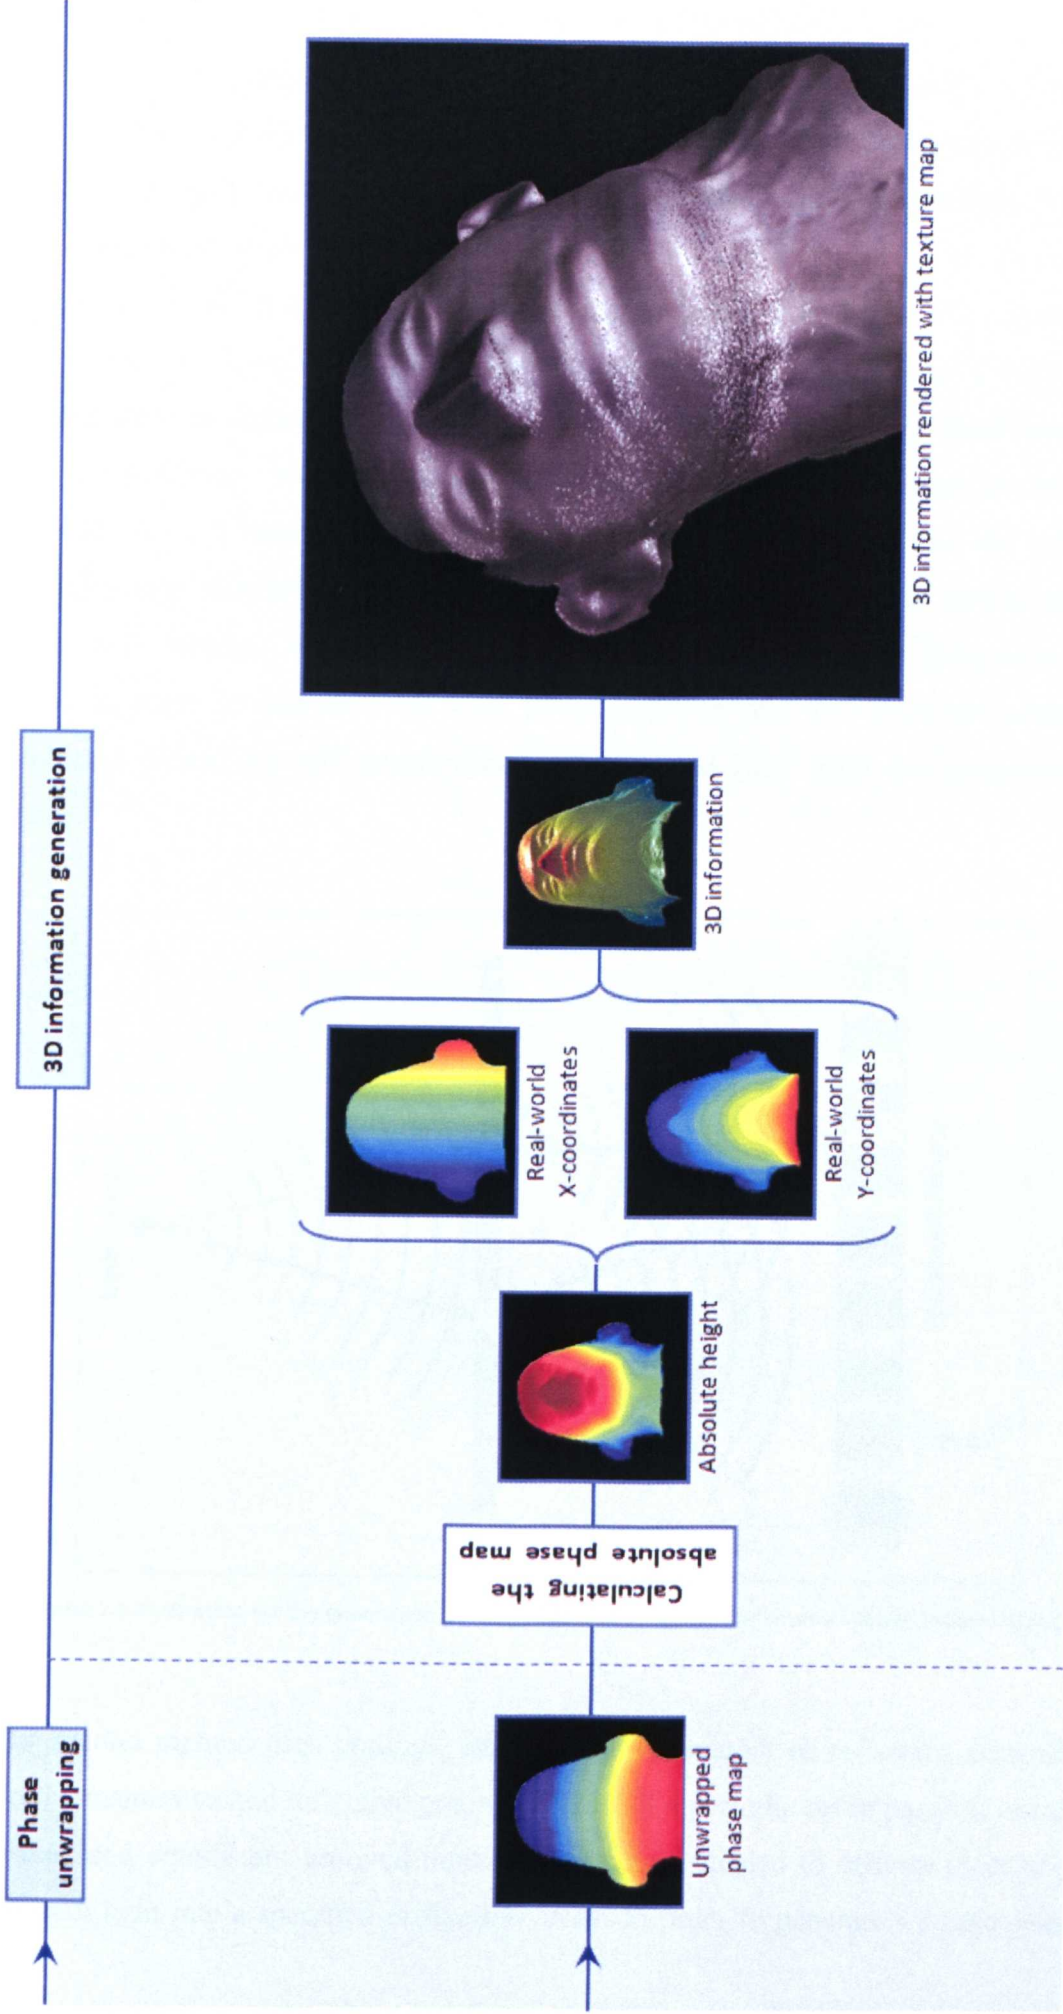 Phase
unwrapping
3D information generation
Unwrapped
phase map
Calculating the
absolute phase map
Absolute height
Real-world
X-coordinates
Real-world
Y-coordinates
3D information
3D information rendered with texture map